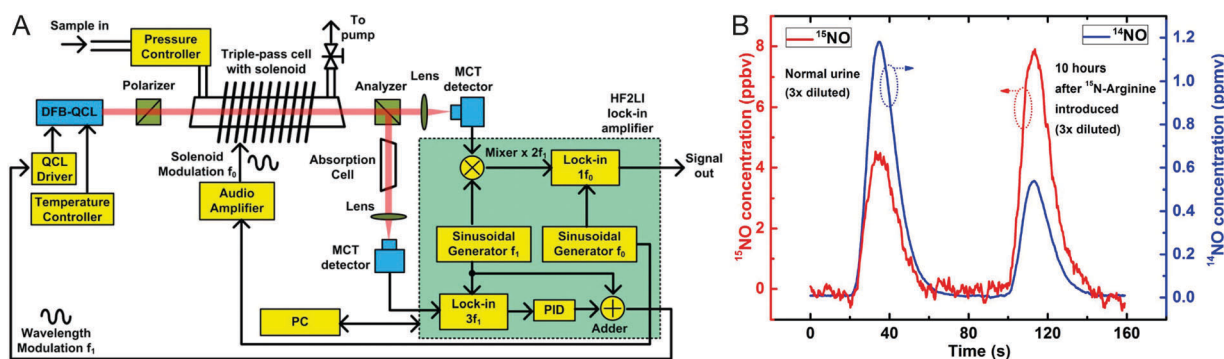 A
Sample in
Pressure
Controller
To
pump
Triple-pass cell
with solenoid
Polarizer
Analyzer
Lens
MCT
detector
HF2LI
lock-in
amplifier
DFB-QCL
QCL
Driver
Temperature
Controller
Solenoid
Modulation f₀
Audio
Amplifier
Absorption
Cell
Lens
MCT
detector
Mixer x 2f₁
Lock-in
1f₀
Signal
out
Sinusoidal
Generator f₁
Sinusoidal
Generator f₀
Lock-in
3f₁
PID
Adder
PC
Wavelength
Modulation f₁
B
¹⁵NO
¹⁴NO
Normal urine
(3x diluted)
10 hours
after ¹⁵N-Arginine
introduced
(3x diluted)
¹⁵NO concentration (ppbv)
8
6
4
2
0
¹⁴NO concentration (ppmv)
1.2
1.0
0.8
0.6
0.4
0.2
0.0
0 40 80 120 160
Time (s)